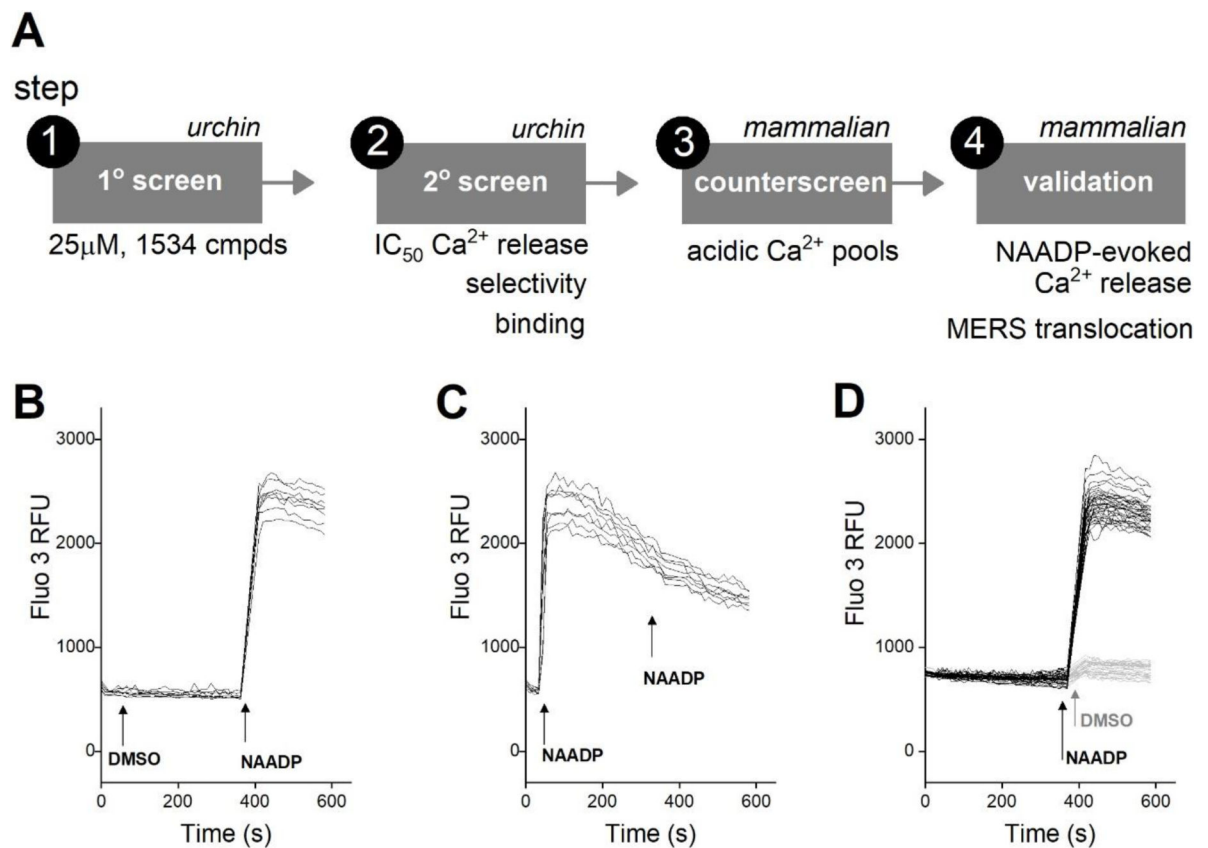 A
step
1 urchin 2 urchin 3 mammalian 4 mammalian
1º screen 2º screen counterscreen validation
25µM, 1534 cmpds IC50 Ca2+ release acidic Ca2+ pools NAADP-evoked
selectivity Ca2+ release
binding MERS translocation
B
3000
2000
1000
0
Fluo 3 RFU
DMSO
NAADP
0 200 400 600
Time (s)
C
3000
2000
1000
0
Fluo 3 RFU
NAADP
NAADP
0 200 400 600
Time (s)
D
3000
2000
1000
0
Fluo 3 RFU
DMSO
NAADP
0 200 400 600
Time (s)